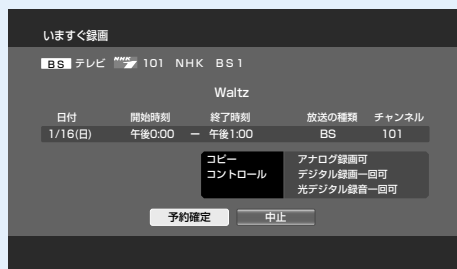 いますぐ録画
BS テレビ NHK 101 NHK BS1
Waltz
日付 開始時刻 終了時刻 放送の種類 チャンネル
1/16(日) 午後0:00 ー 午後1:00 BS 101
コピー アナログ録画可
コントロール デジタル録画一回可
光デジタル録音一回可
予約確定 中止